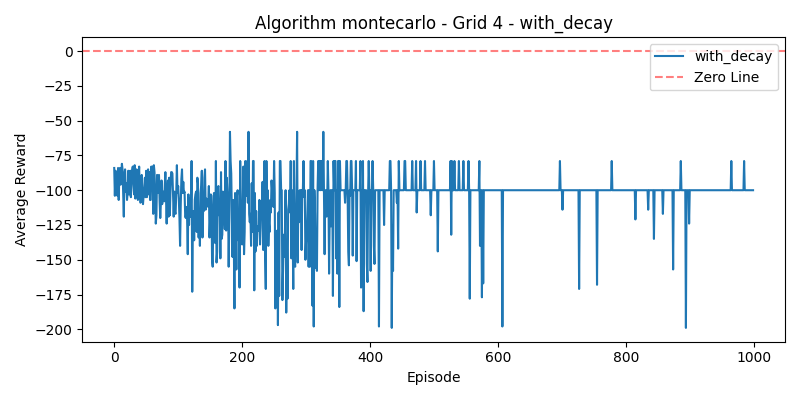 Algorithm montecarlo - Grid 4 - with_decay
with_decay
Zero Line
Average Reward
0
−25
−50
−75
−100
−125
−150
−175
−200
0 200 400 600 800 1000
Episode